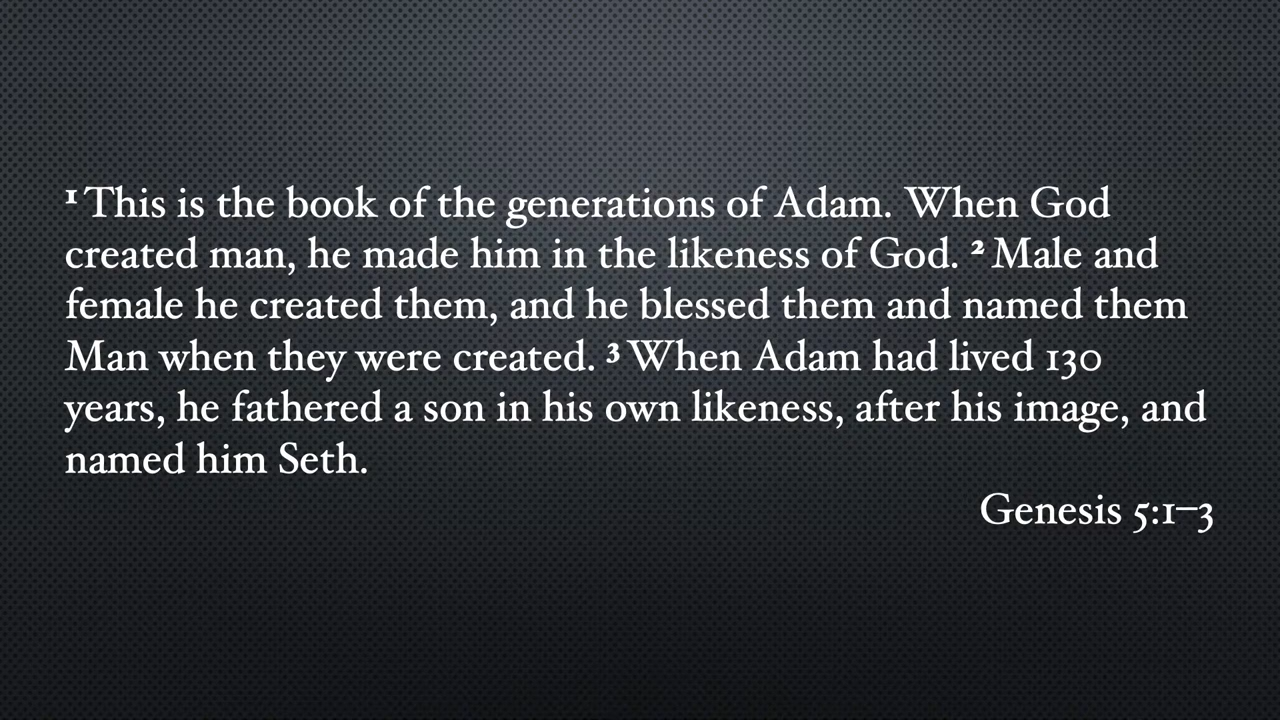 1 This is the book of the generations of Adam. When God
created man, he made him in the likeness of God. 2 Male and
female he created them, and he blessed them and named them
Man when they were created. 3 When Adam had lived 130
years, he fathered a son in his own likeness, after his image, and
named him Seth.
Genesis 5:1–3